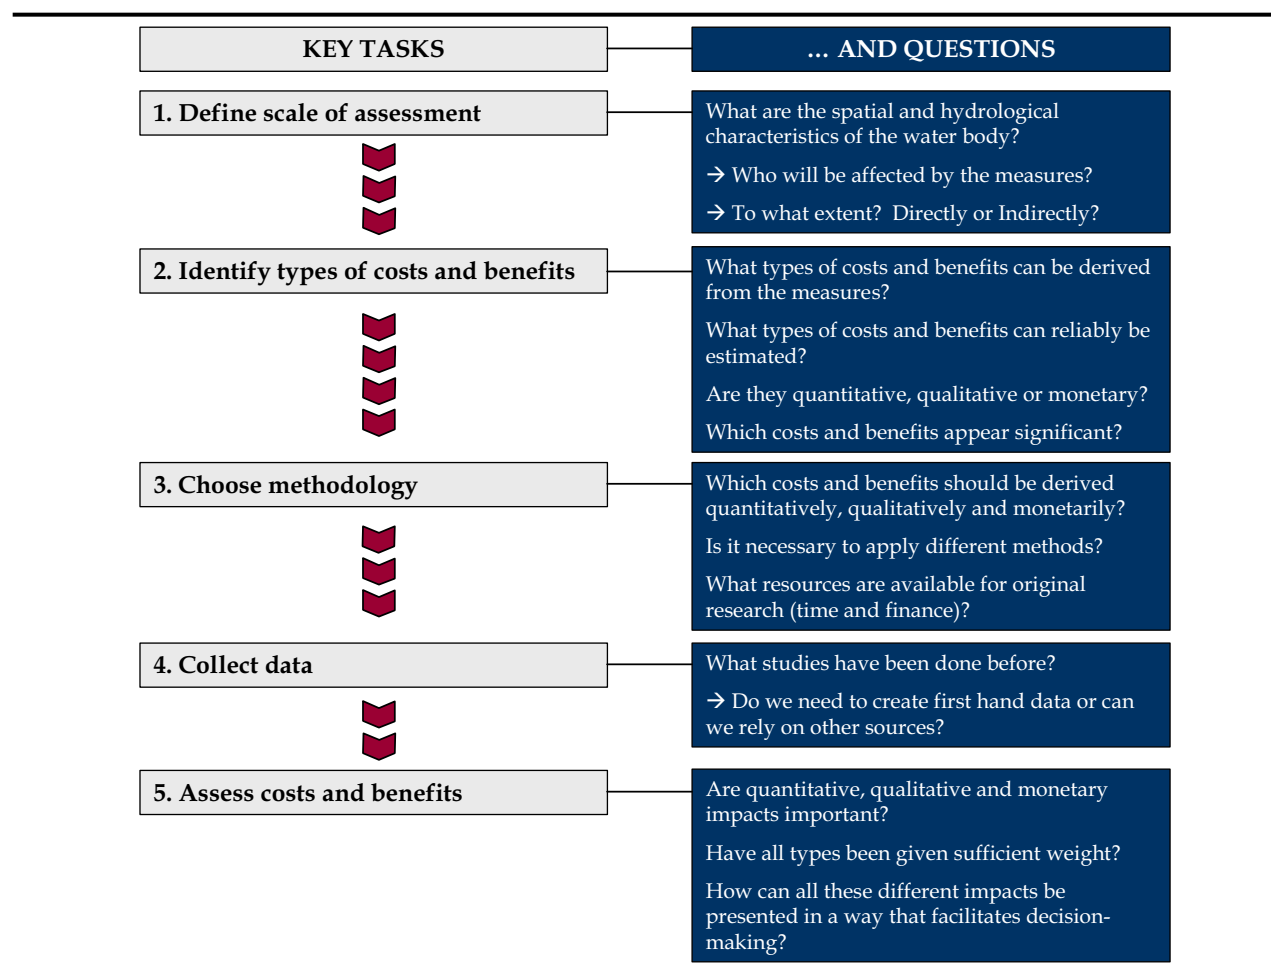 KEY TASKS
… AND QUESTIONS
1. Define scale of assessment
What are the spatial and hydrological
characteristics of the water body?
→ Who will be affected by the measures?
→ To what extent?  Directly or Indirectly?
2. Identify types of costs and benefits
What types of costs and benefits can be derived
from the measures?
What types of costs and benefits can reliably be
estimated?
Are they quantitative, qualitative or monetary?
Which costs and benefits appear significant?
3. Choose methodology
Which costs and benefits should be derived
quantitatively, qualitatively and monetarily?
Is it necessary to apply different methods?
What resources are available for original
research (time and finance)?
4. Collect data
What studies have been done before?
→ Do we need to create first hand data or can
we rely on other sources?
5. Assess costs and benefits
Are quantitative, qualitative and monetary
impacts important?
Have all types been given sufficient weight?
How can all these different impacts be
presented in a way that facilitates decision-
making?